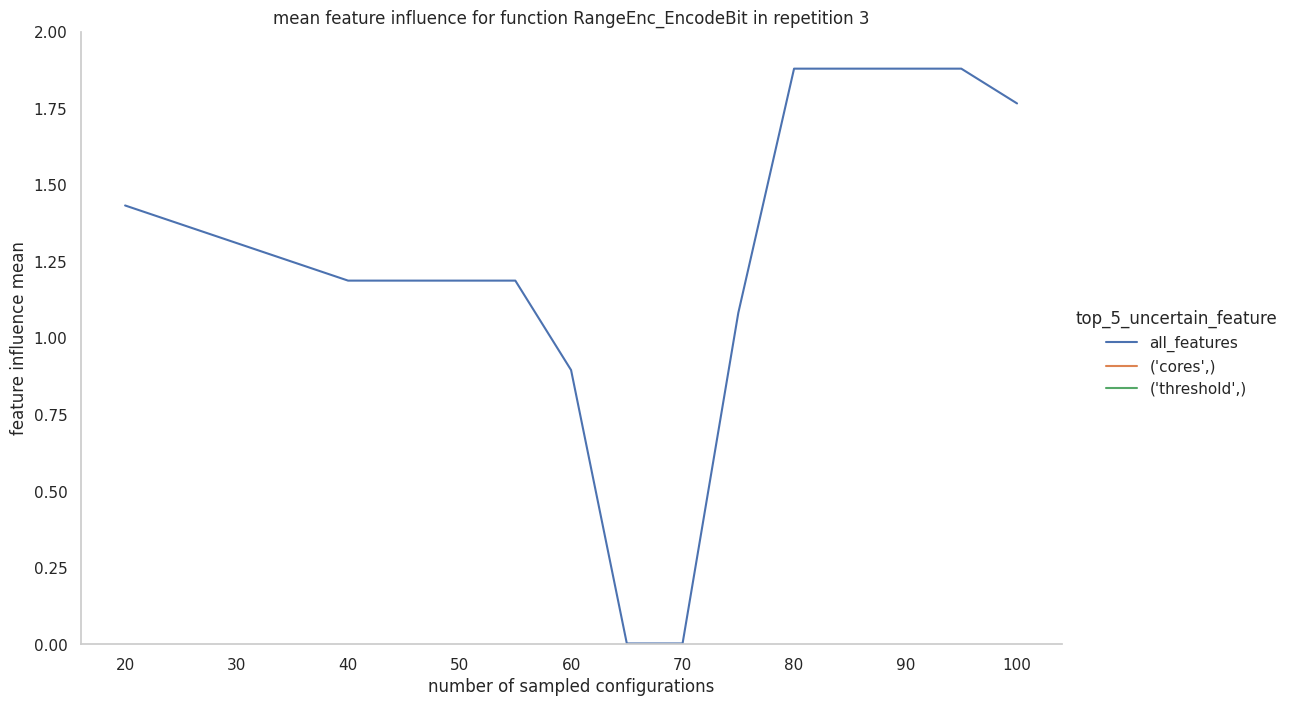 mean feature influence for function RangeEnc_EncodeBit in repetition 3
2.00
1.75
1.50
1.25
1.00
0.75
0.50
0.25
0.00
feature influence mean
20 30 40 50 60 70 80 90 100
number of sampled configurations
top_5_uncertain_feature
all_features
('cores',)
('threshold',)